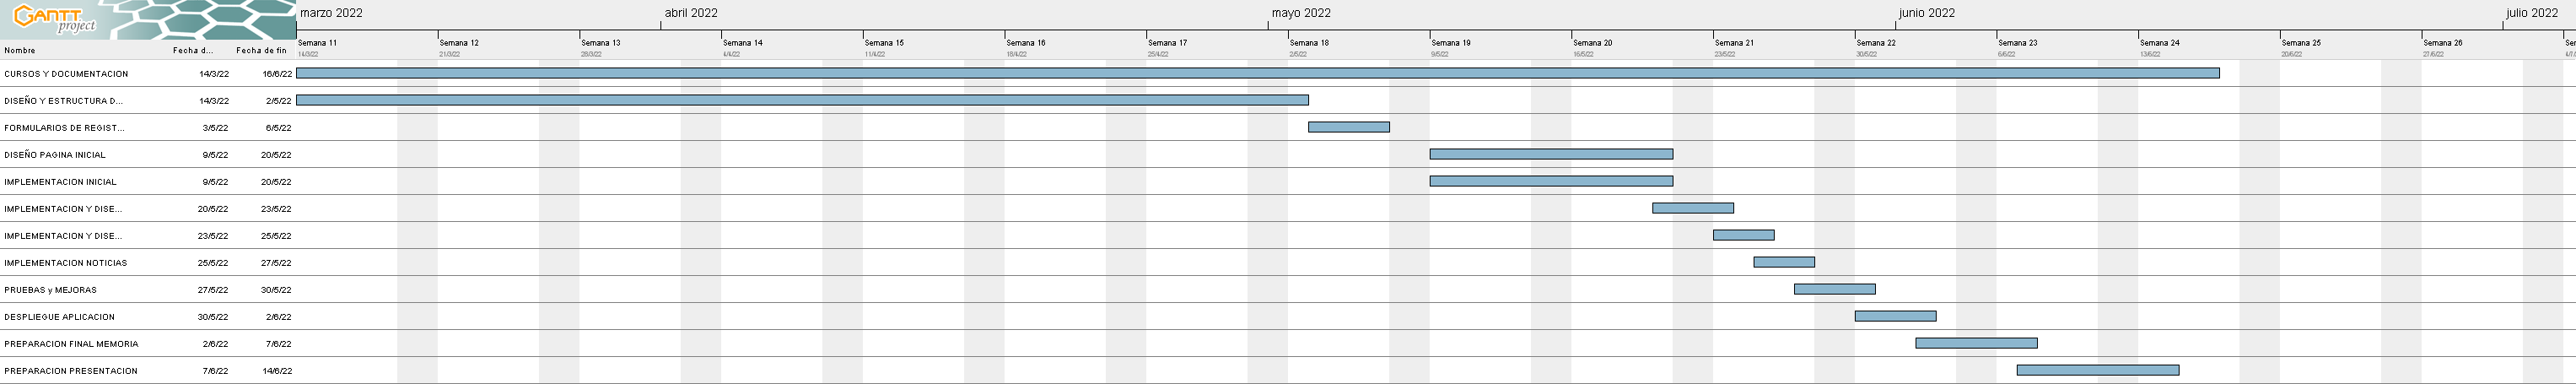 GANTT project
marzo 2022 abril 2022 mayo 2022 junio 2022 julio 2022
Nombre Fecha d... Fecha de fin
Semana 11 Semana 12 Semana 13 Semana 14 Semana 15 Semana 16 Semana 17 Semana 18 Semana 19 Semana 20 Semana 21 Semana 22 Semana 23 Semana 24 Semana 25 Semana 26
14/3/22 21/3/22 28/3/22 4/4/22 11/4/22 18/4/22 25/4/22 2/5/22 9/5/22 16/5/22 23/5/22 30/5/22 6/6/22 13/6/22 20/6/22 27/6/22
CURSOS Y DOCUMENTACION 14/3/22 16/6/22
DISEÑO Y ESTRUCTURA D... 14/3/22 2/5/22
FORMULARIOS DE REGIST... 3/5/22 6/5/22
DISEÑO PAGINA INICIAL 9/5/22 20/5/22
IMPLEMENTACION INICIAL 9/5/22 20/5/22
IMPLEMENTACION Y DISE... 20/5/22 23/5/22
IMPLEMENTACION Y DISE... 23/5/22 25/5/22
IMPLEMENTACION NOTICIAS 25/5/22 27/5/22
PRUEBAS y MEJORAS 27/5/22 30/5/22
DESPLIEGUE APLICACION 30/5/22 2/6/22
PREPARACION FINAL MEMORIA 2/6/22 7/6/22
PREPARACION PRESENTACION 7/6/22 14/6/22